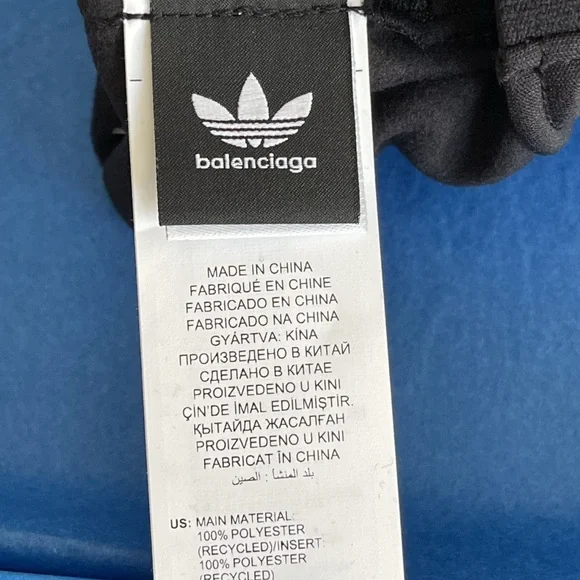 balenciaga
MADE IN CHINA
FABRIQUÉ EN CHINE
FABRICADO EN CHINA
FABRICADO NA CHINA
GYÁRTVA: KÍNA
ПРОИЗВЕДЕНО В КИТАЙ
СДЕЛАНО В КИТАЕ
PROIZVEDENO U KINI
ÇİN'DE İMAL EDİLMİŞTİR.
ҚЫТАЙДА ЖАСАЛҒАН
PROIZVEDENO U KINI
FABRICAT ÎN CHINA
بلد المنشأ : الصين
US: MAIN MATERIAL:
100% POLYESTER
(RECYCLED)/INSERT:
100% POLYESTER
(RECYCLED)